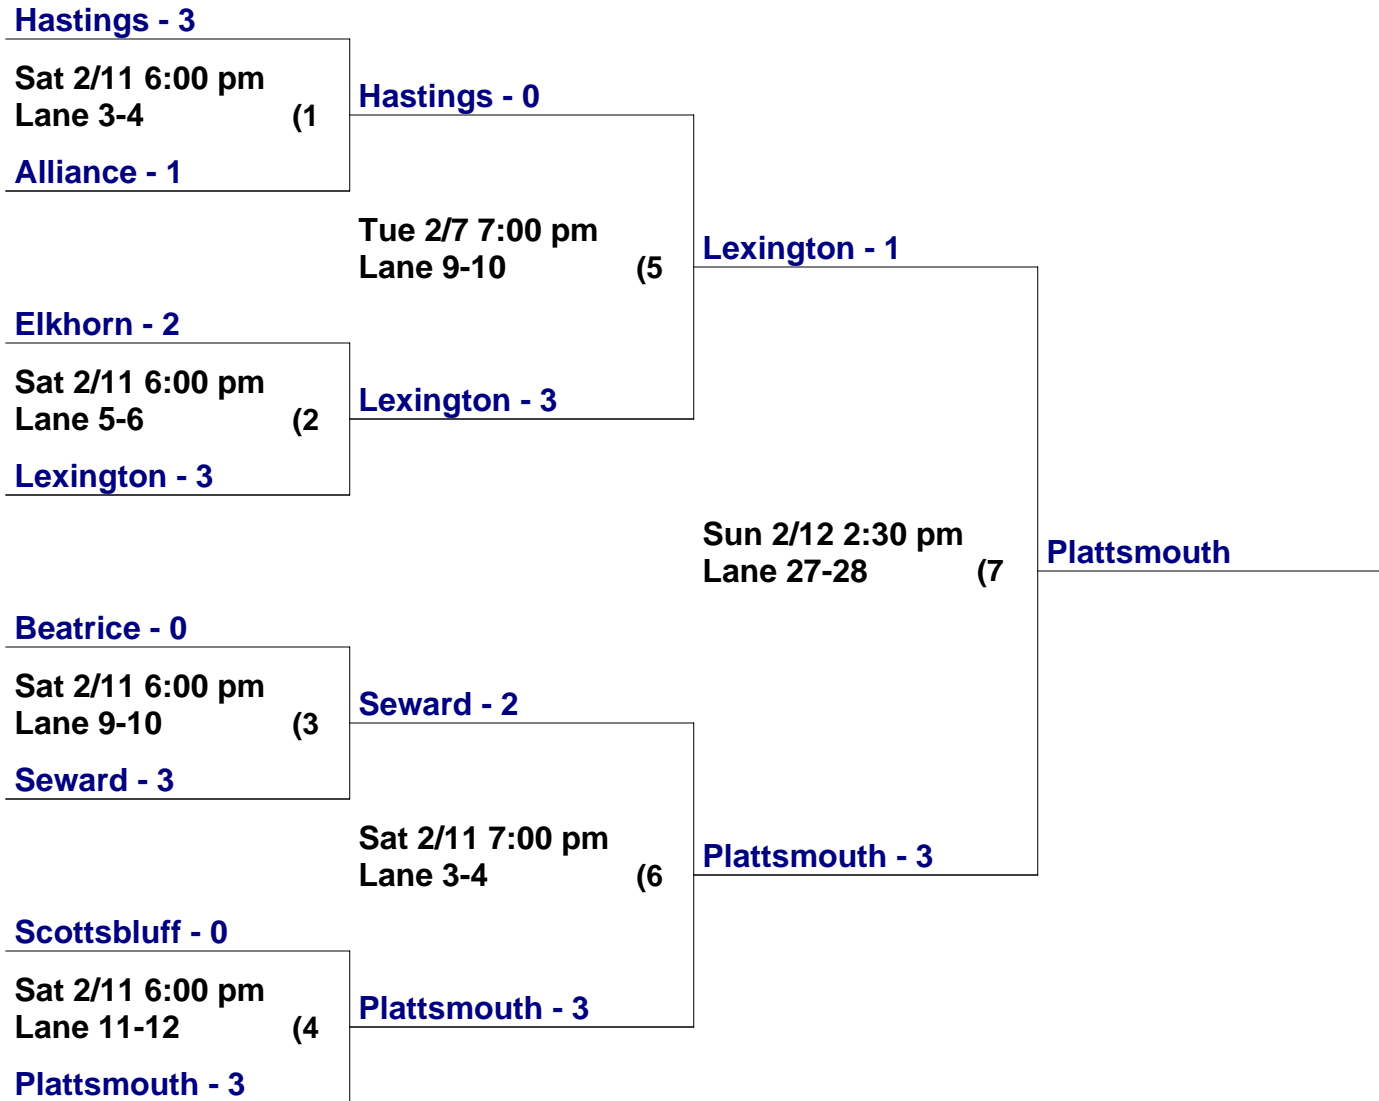 Hastings - 3
Sat 2/11 6:00 pm
Lane 3-4 (1
Hastings - 0
Alliance - 1
Tue 2/7 7:00 pm
Lane 9-10 (5
Lexington - 1
Elkhorn - 2
Sat 2/11 6:00 pm
Lane 5-6 (2
Lexington - 3
Lexington - 3
Sun 2/12 2:30 pm
Lane 27-28 (7
Plattsmouth
Beatrice - 0
Sat 2/11 6:00 pm
Lane 9-10 (3
Seward - 2
Seward - 3
Sat 2/11 7:00 pm
Lane 3-4 (6
Plattsmouth - 3
Scottsbluff - 0
Sat 2/11 6:00 pm
Lane 11-12 (4
Plattsmouth - 3
Plattsmouth - 3